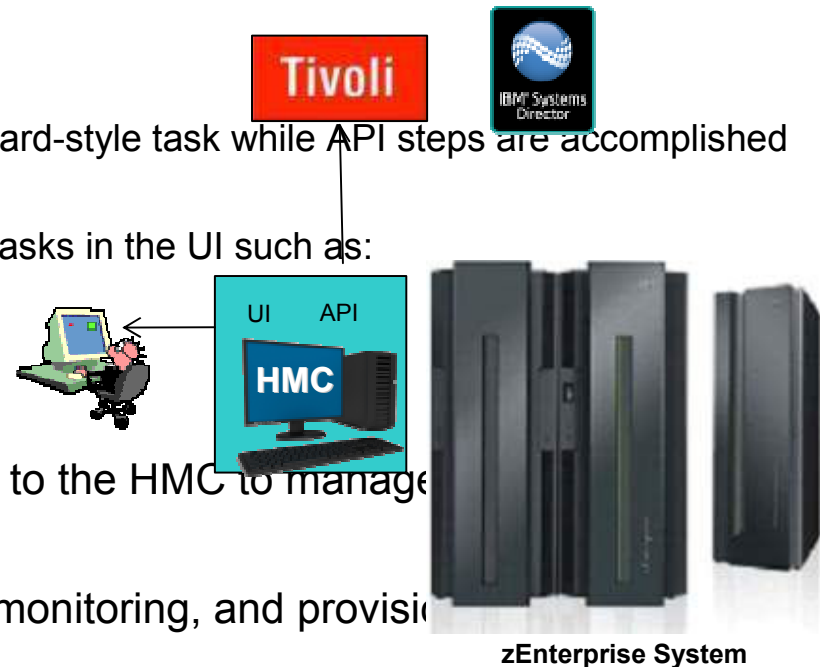 Tivoli
IBM Systems
Director
ard-style task while API steps are accomplished
asks in the UI such as:
UI API
HMC
to the HMC to manage
monitoring, and provisi
zEnterprise System